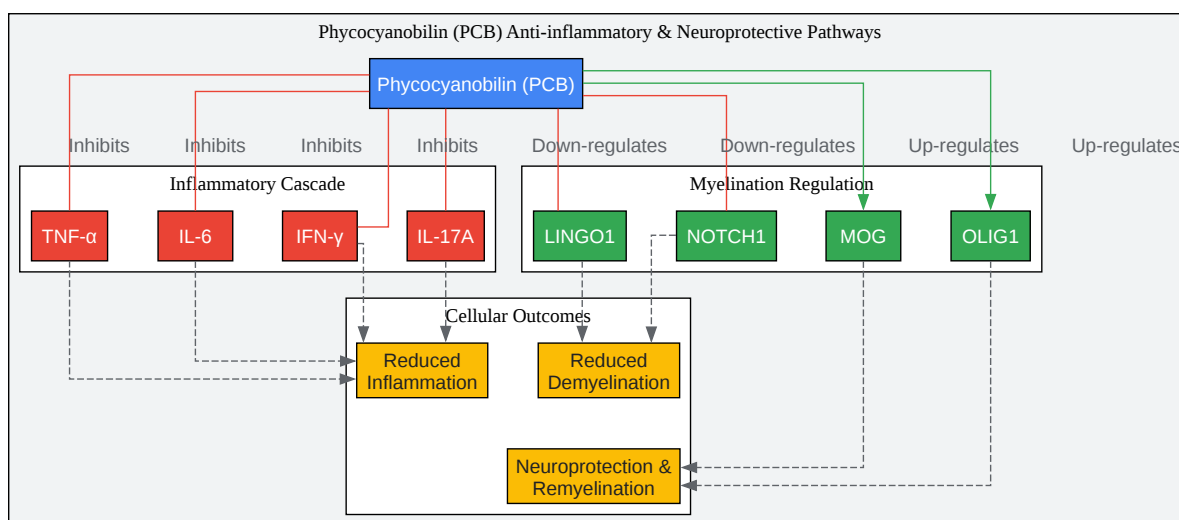 Phycocyanobilin (PCB) Anti-inflammatory & Neuroprotective Pathways
Phycocyanobilin (PCB)
Inhibits
Inhibits
Inhibits
Inhibits
Down-regulates
Down-regulates
Up-regulates
Up-regulates
Inflammatory Cascade
Myelination Regulation
TNF-α
IL-6
IFN-γ
IL-17A
LINGO1
NOTCH1
MOG
OLIG1
Cellular Outcomes
Reduced
Inflammation
Reduced
Demyelination
Neuroprotection &
Remyelination